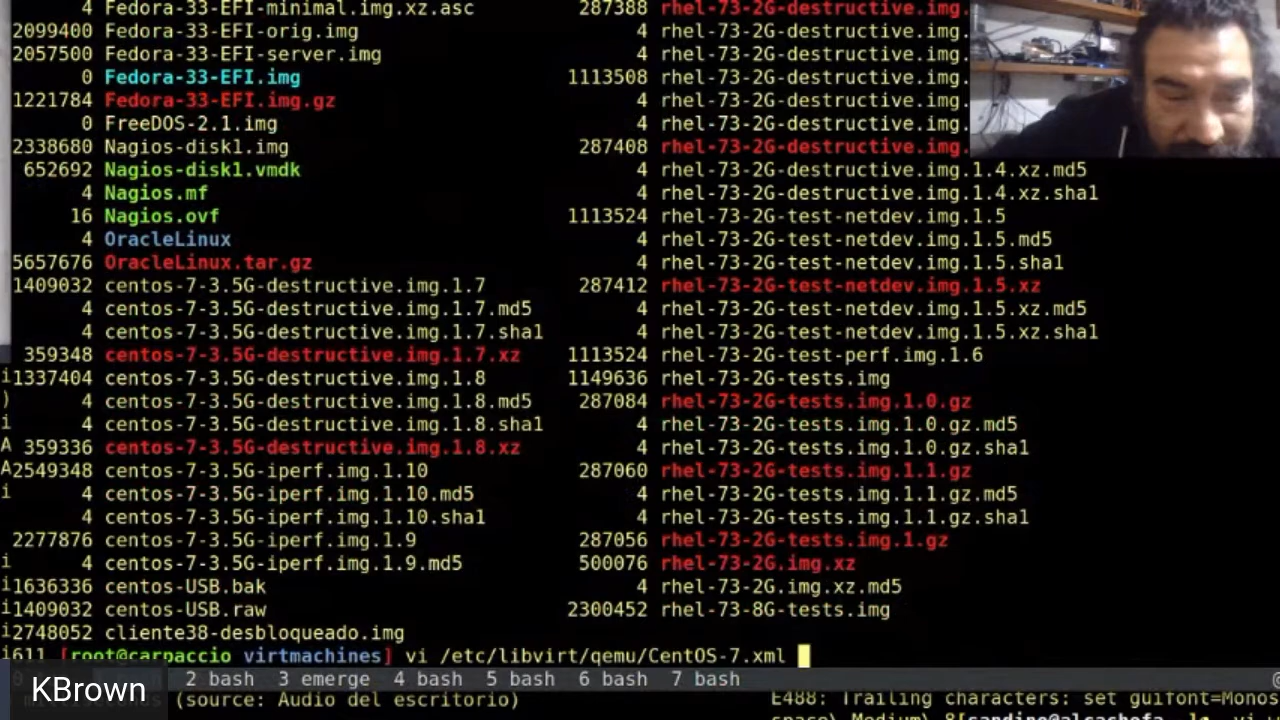 4 Fedora-33-EFI-minimal.img.xz.asc 287388 rhel-73-2G-destructive.img.
2099400 Fedora-33-EFI-orig.img 4 rhel-73-2G-destructive.img.
2057500 Fedora-33-EFI-server.img 4 rhel-73-2G-destructive.img.
0 Fedora-33-EFI.img 1113508 rhel-73-2G-destructive.img.
1221784 Fedora-33-EFI.img.gz 4 rhel-73-2G-destructive.img.
0 FreeDOS-2.1.img 4 rhel-73-2G-destructive.img.
2338680 Nagios-disk1.img 287408 rhel-73-2G-destructive.img.
652692 Nagios-disk1.vmdk 4 rhel-73-2G-destructive.img.1.4.xz.md5
4 Nagios.mf 4 rhel-73-2G-destructive.img.1.4.xz.sha1
16 Nagios.ovf 1113524 rhel-73-2G-test-netdev.img.1.5
4 OracleLinux 4 rhel-73-2G-test-netdev.img.1.5.md5
5657676 OracleLinux.tar.gz 4 rhel-73-2G-test-netdev.img.1.5.sha1
1409032 centos-7-3.5G-destructive.img.1.7 287412 rhel-73-2G-test-netdev.img.1.5.xz
4 centos-7-3.5G-destructive.img.1.7.md5 4 rhel-73-2G-test-netdev.img.1.5.xz.md5
4 centos-7-3.5G-destructive.img.1.7.sha1 4 rhel-73-2G-test-netdev.img.1.5.xz.sha1
359348 centos-7-3.5G-destructive.img.1.7.xz 1113524 rhel-73-2G-test-perf.img.1.6
i1337404 centos-7-3.5G-destructive.img.1.8 1149636 rhel-73-2G-tests.img
) 4 centos-7-3.5G-destructive.img.1.8.md5 287084 rhel-73-2G-tests.img.1.0.gz
i 4 centos-7-3.5G-destructive.img.1.8.sha1 4 rhel-73-2G-tests.img.1.0.gz.md5
A 359336 centos-7-3.5G-destructive.img.1.8.xz 4 rhel-73-2G-tests.img.1.0.gz.sha1
A2549348 centos-7-3.5G-iperf.img.1.10 287060 rhel-73-2G-tests.img.1.1.gz
i 4 centos-7-3.5G-iperf.img.1.10.md5 4 rhel-73-2G-tests.img.1.1.gz.md5
4 centos-7-3.5G-iperf.img.1.10.sha1 4 rhel-73-2G-tests.img.1.1.gz.sha1
2277876 centos-7-3.5G-iperf.img.1.9 287056 rhel-73-2G-tests.img.1.gz
i 4 centos-7-3.5G-iperf.img.1.9.md5 500076 rhel-73-2G.img.xz
i1636336 centos-USB.bak 4 rhel-73-2G.img.xz.md5
i1409032 centos-USB.raw 2300452 rhel-73-8G-tests.img
i2748052 cliente38-desbloqueado.img
i611 [root@carpaccio virtmachines] vi /etc/libvirt/qemu/CentOS-7.xml
2 bash 3 emerge 4 bash 5 bash 6 bash 7 bash
KBrown
(source: Audio del escritorio) E488: Trailing characters: set guifont=Monos